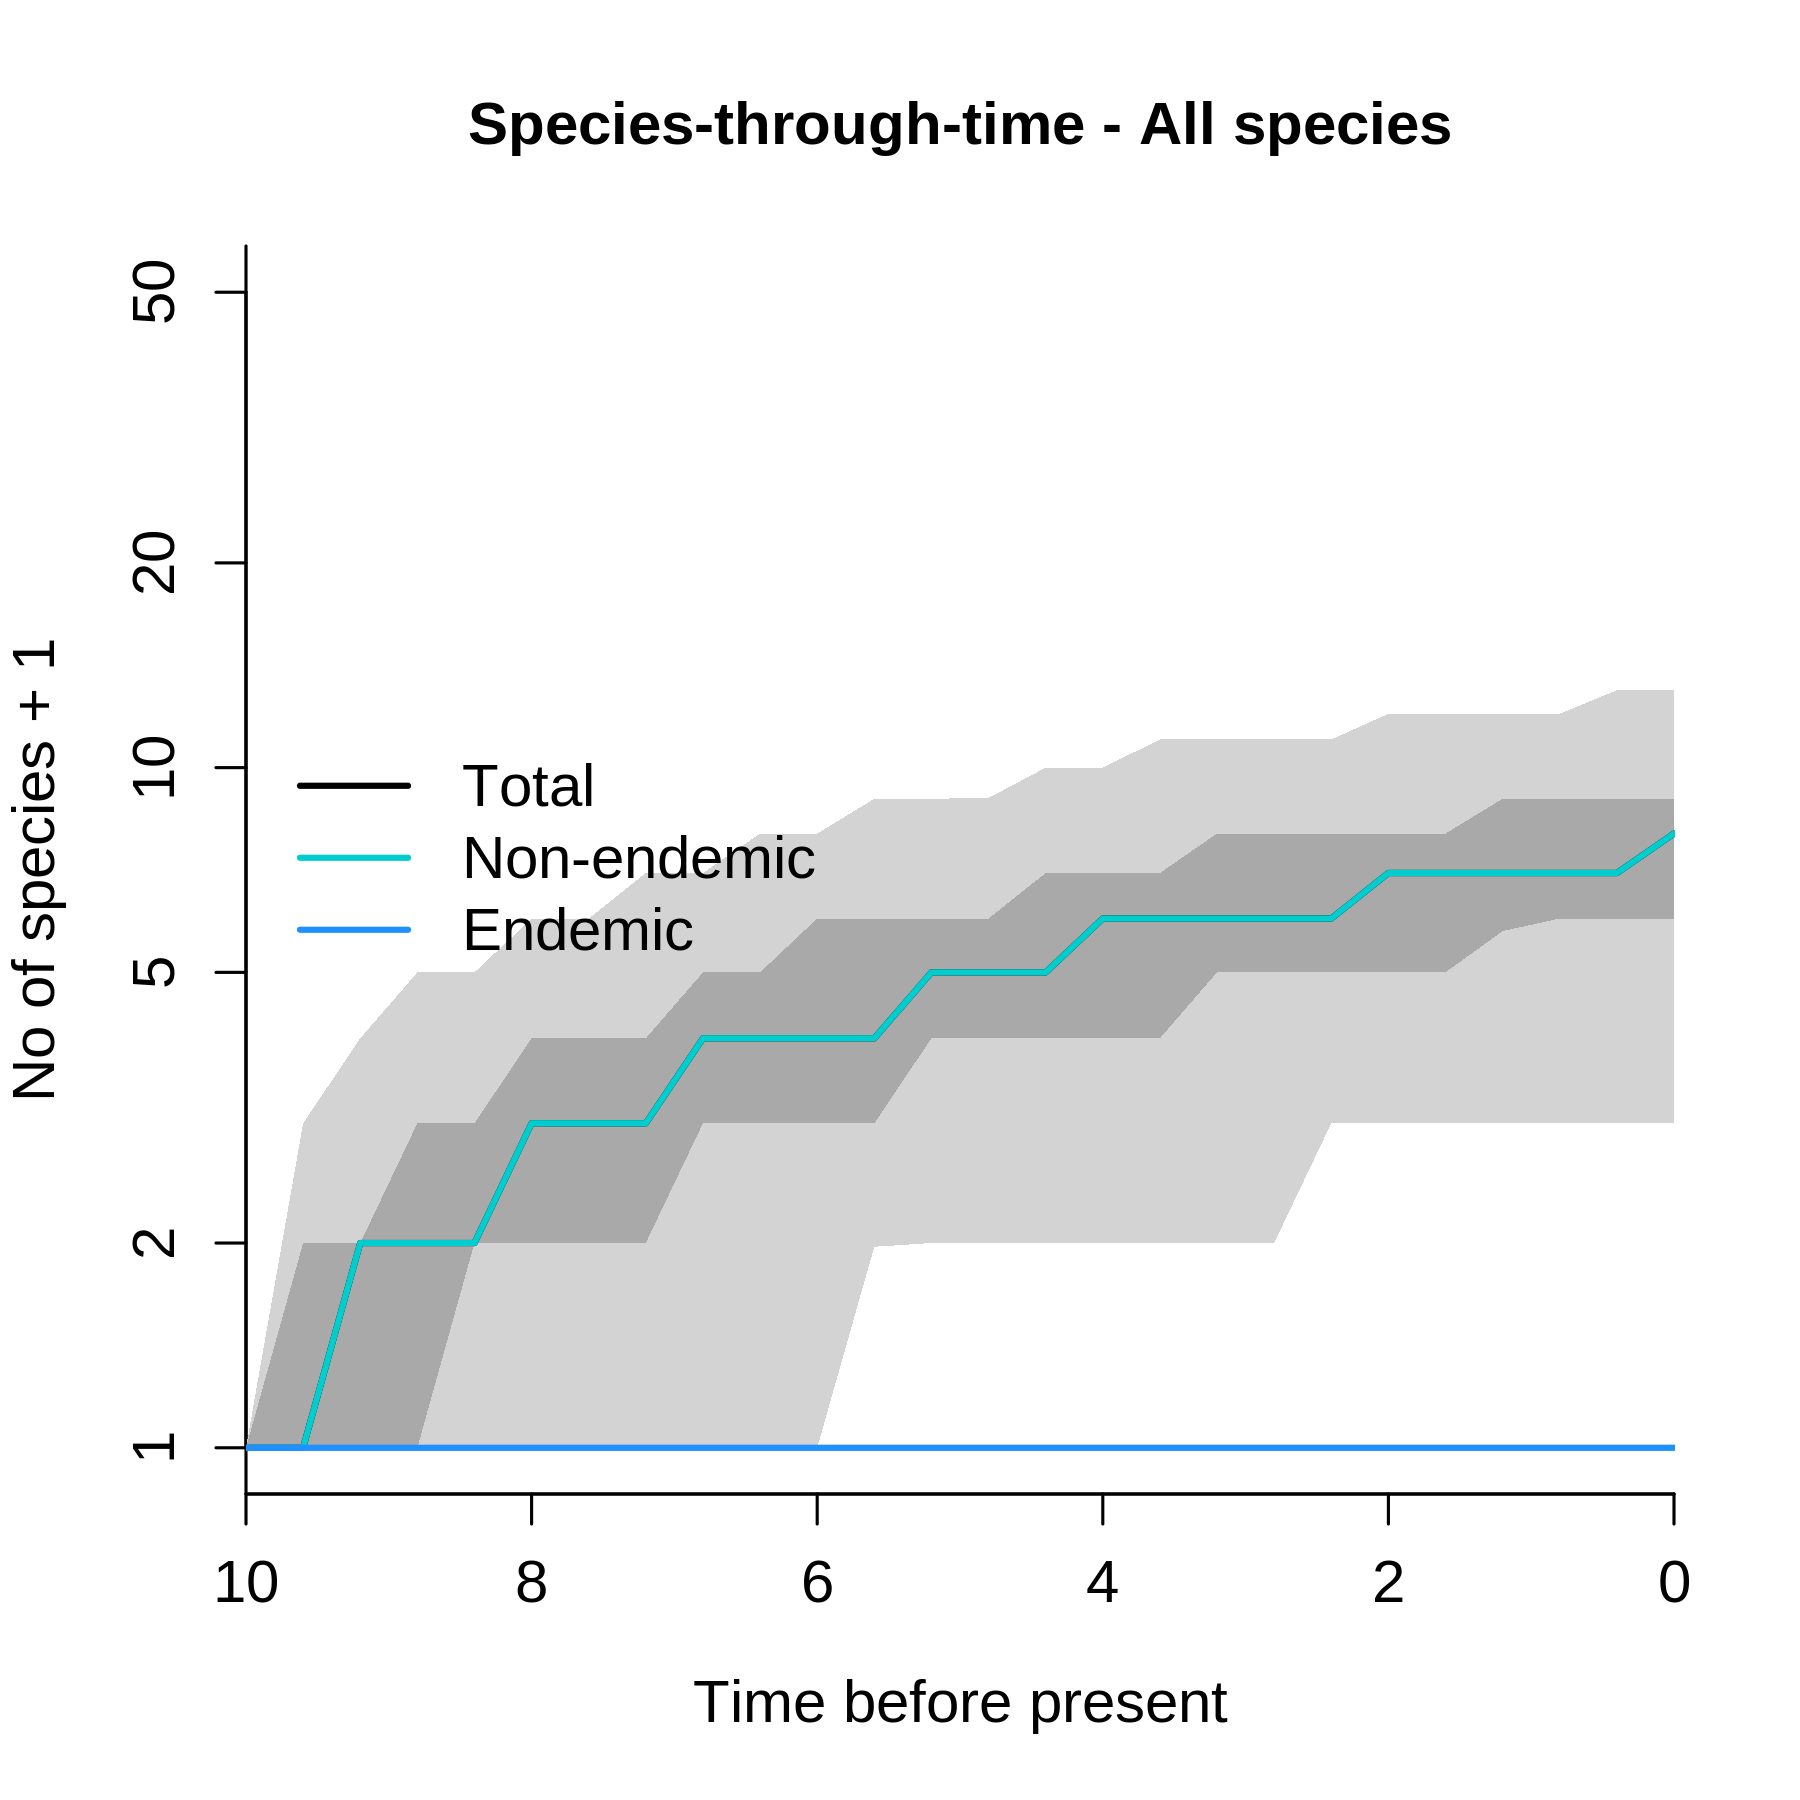 Species-through-time - All species
No of species + 1
50
20
10
5
2
1
Total
Non-endemic
Endemic
10 8 6 4 2 0
Time before present